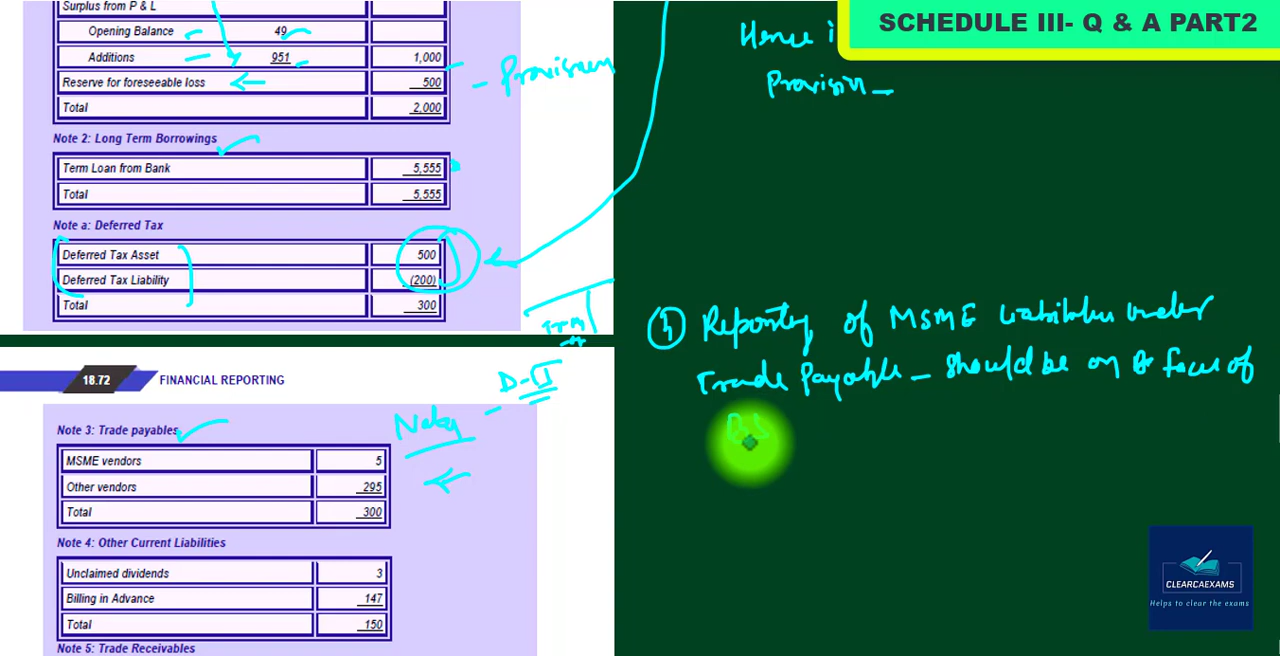 Surplus from P & L
Opening Balance 49
Additions 951 1,000
Reserve for foreseeable loss 500
Total 2,000
Provision
Note 2: Long Term Borrowings
Term Loan from Bank 5,555
Total 5,555
Note a: Deferred Tax
Deferred Tax Asset 500
Deferred Tax Liability (200)
Total 300
18.72 FINANCIAL REPORTING
D-II
Notes
Note 3: Trade payables
MSME vendors 5
Other vendors 295
Total 300
Note 4: Other Current Liabilities
Unclaimed dividends 3
Billing in Advance 147
Total 150
Note 5: Trade Receivables
SCHEDULE III- Q & A PART2
Hence i
Provision
Reporting of MSME Liabilities under
Trade Payable - should be on face of
BS
CLEARCAEXAMS
Helps to clear the exams